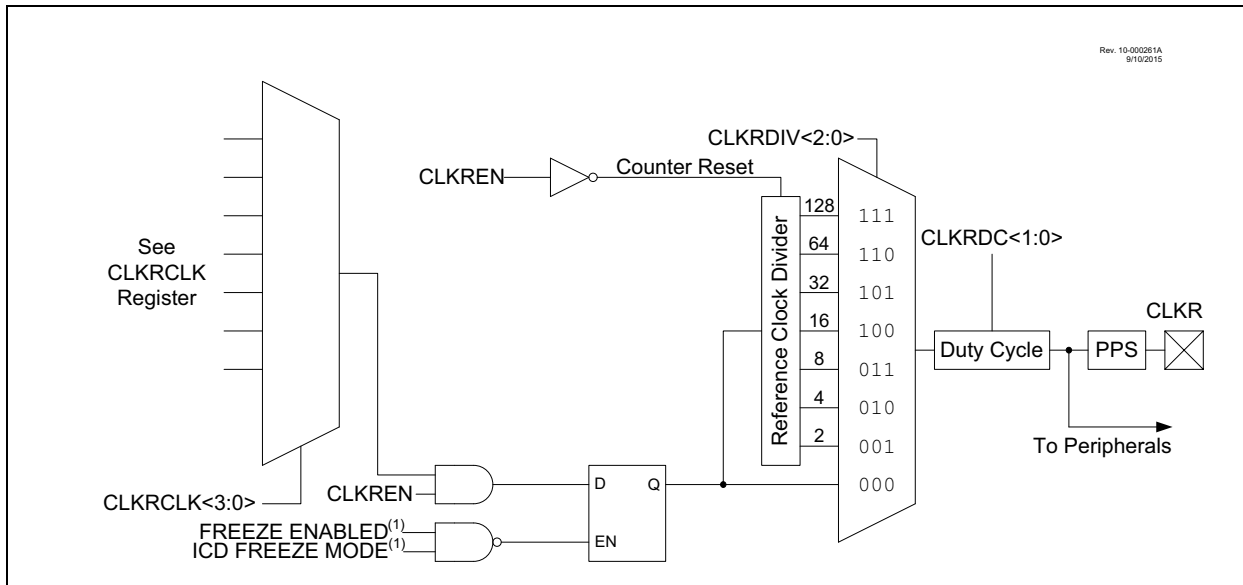 Rev. 10-000261A
9/10/2015
CLKRDIV<2:0>
CLKREN
Counter Reset
Reference Clock Divider
128
64
32
16
8
4
2
111
110
101
100
011
010
001
000
CLKRDC<1:0>
See
CLKRCLK
Register
CLKR
Duty Cycle
PPS
To Peripherals
CLKRCLK<3:0>
CLKREN
D
Q
EN
FREEZE ENABLED(1)
ICD FREEZE MODE(1)